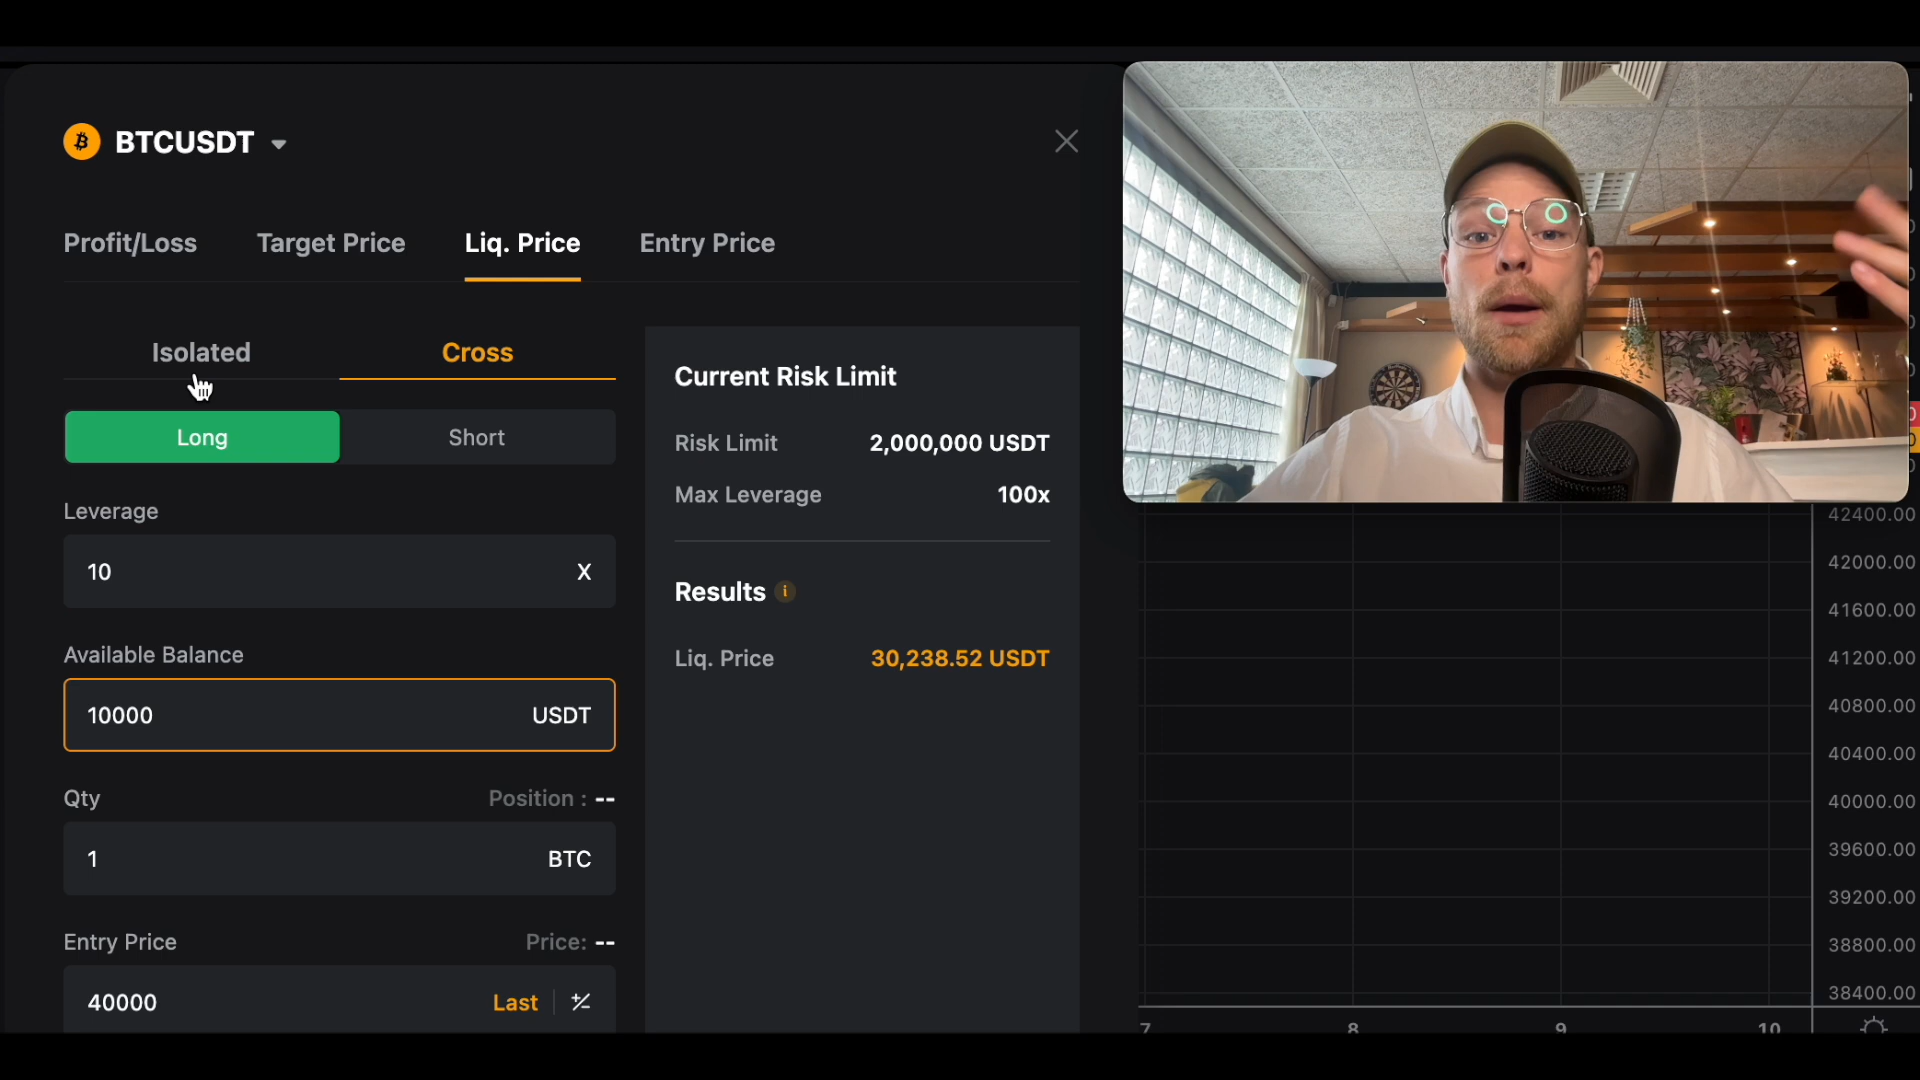 BTCUSDT
Profit/Loss Target Price Liq. Price Entry Price
Isolated Cross
Long Short
Leverage
10 X
Available Balance
10000 USDT
Qty Position : --
1 BTC
Entry Price Price: --
40000 Last
Current Risk Limit
Risk Limit 2,000,000 USDT
Max Leverage 100x
Results
Liq. Price 30,238.52 USDT
42400.00
42000.00
41600.00
41200.00
40800.00
40400.00
40000.00
39600.00
39200.00
38800.00
38400.00
7 8 9 10